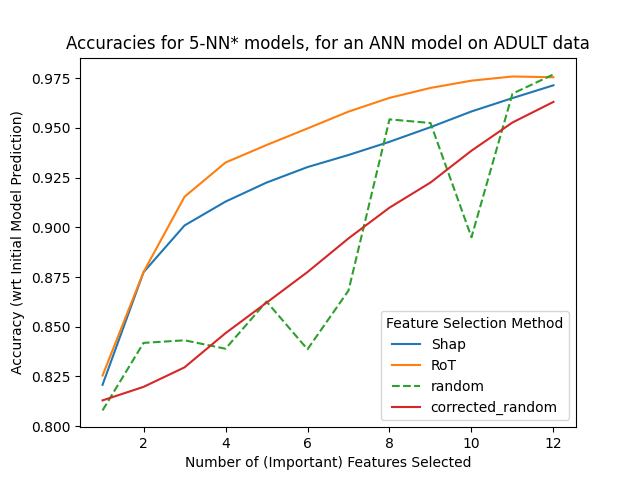 Accuracies for 5-NN* models, for an ANN model on ADULT data
Accuracy (wrt Initial Model Prediction)
0.975
0.950
0.925
0.900
0.875
0.850
0.825
0.800
Feature Selection Method
Shap
RoT
random
corrected_random
2
4
6
8
10
12
Number of (Important) Features Selected